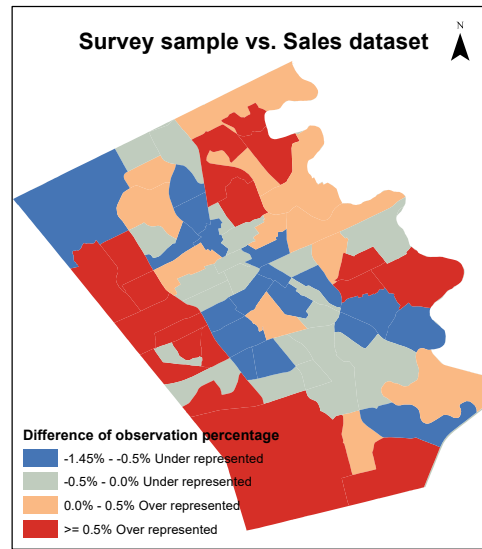 Survey sample vs. Sales dataset
N
Difference of observation percentage
-1.45% - -0.5% Under represented
-0.5% - 0.0% Under represented
0.0% - 0.5% Over represented
>= 0.5% Over represented